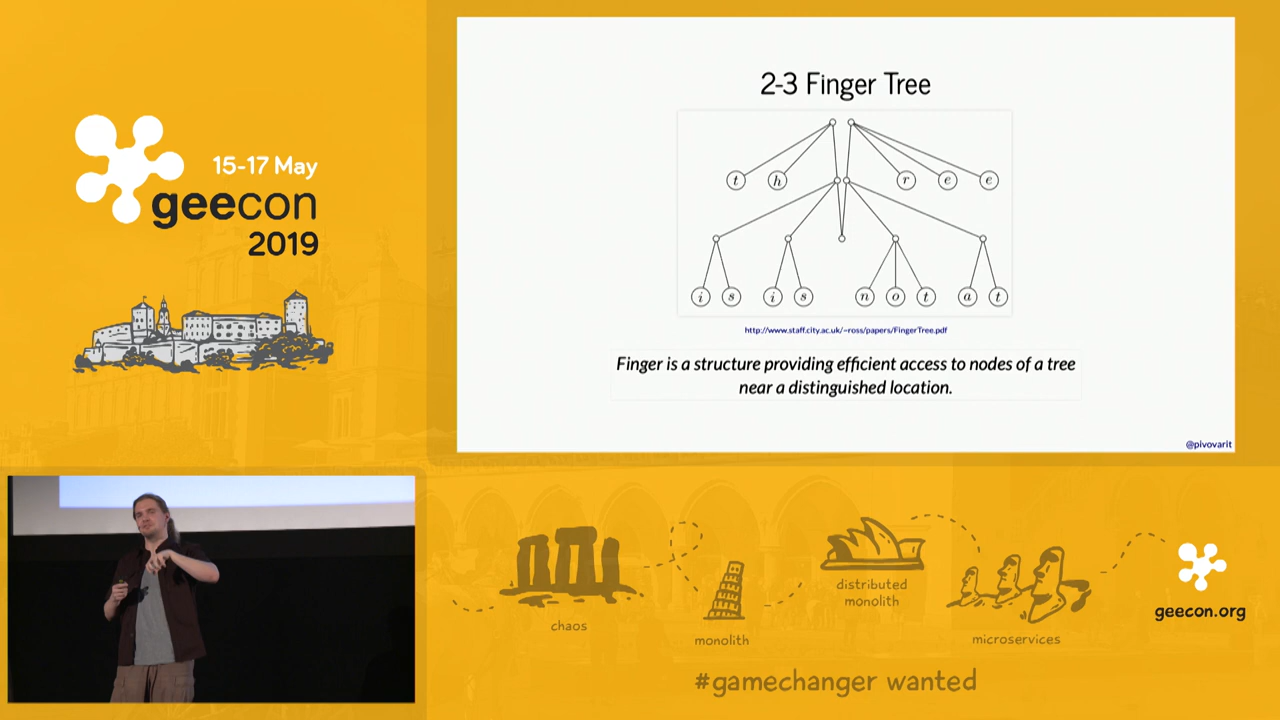 15-17 May
geecon
2019
2-3 Finger Tree
t h r e e
i s i s n o t a t
http://www.staff.city.ac.uk/~ross/papers/FingerTree.pdf
Finger is a structure providing efficient access to nodes of a tree
near a distinguished location.
@pivovarit
chaos
monolith
distributed
monolith
microservices
geecon.org
#gamechanger wanted